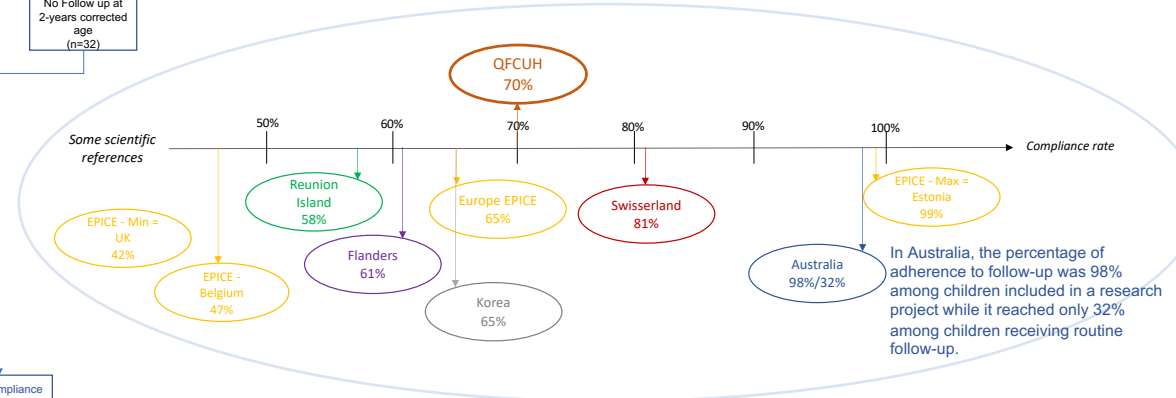 No Follow up at
2-years corrected
age
(n=32)
QFCUH
70%
Some scientific
references
50%
60%
70%
80%
90%
100%
Compliance rate
EPICE - Min =
UK
42%
EPICE -
Belgium
47%
Reunion
Island
58%
Flanders
61%
Europe EPICE
65%
Korea
65%
Swisserland
81%
Australia
98%/32%
EPICE - Max =
Estonia
99%
In Australia, the percentage of
adherence to follow-up was 98%
among children included in a research
project while it reached only 32%
among children receiving routine
follow-up.
mpliance